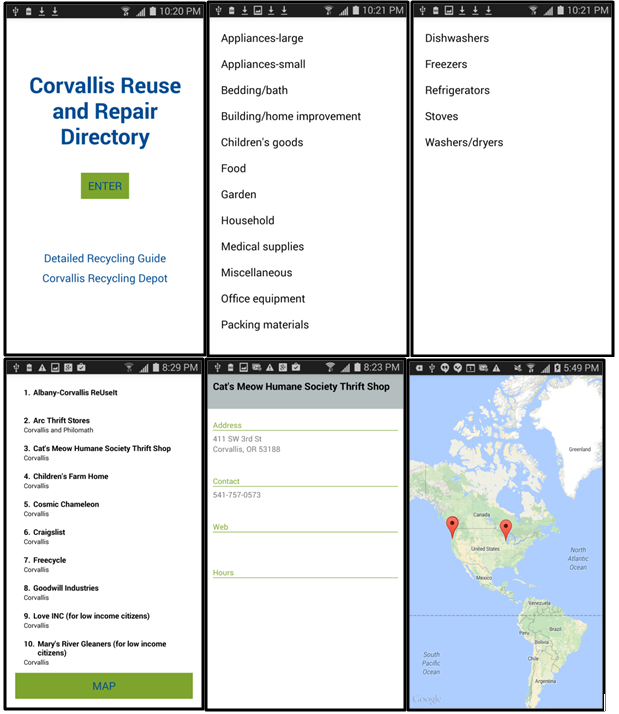 10:20 PM
Corvallis Reuse
and Repair
Directory
ENTER
Detailed Recycling Guide
Corvallis Recycling Depot
10:21 PM
Appliances-large
Appliances-small
Bedding/bath
Building/home improvement
Children's goods
Food
Garden
Household
Medical supplies
Miscellaneous
Office equipment
Packing materials
10:21 PM
Dishwashers
Freezers
Refrigerators
Stoves
Washers/dryers
8:29 PM
1. Albany-Corvallis ReUseIt
2. Arc Thrift Stores
Corvallis and Philomath
3. Cat's Meow Humane Society Thrift Shop
Corvallis
4. Children's Farm Home
Corvallis
5. Cosmic Chameleon
Corvallis
6. Craigslist
Corvallis
7. Freecycle
Corvallis
8. Goodwill Industries
Corvallis
9. Love INC (for low income citizens)
Corvallis
10. Mary's River Gleaners (for low income
citizens)
Corvallis
MAP
8:23 PM
Cat's Meow Humane Society Thrift Shop
Address
411 SW 3rd St
Corvallis, OR 53188
Contact
541-757-0573
Web
Hours
5:49 PM
Greenland
Canada
United States
North
Atlantic
Ocean
Mexico
Venezuela
Peru
Brazil
Bolivia
Chile
South
Pacific
Ocean
Argentina
Google